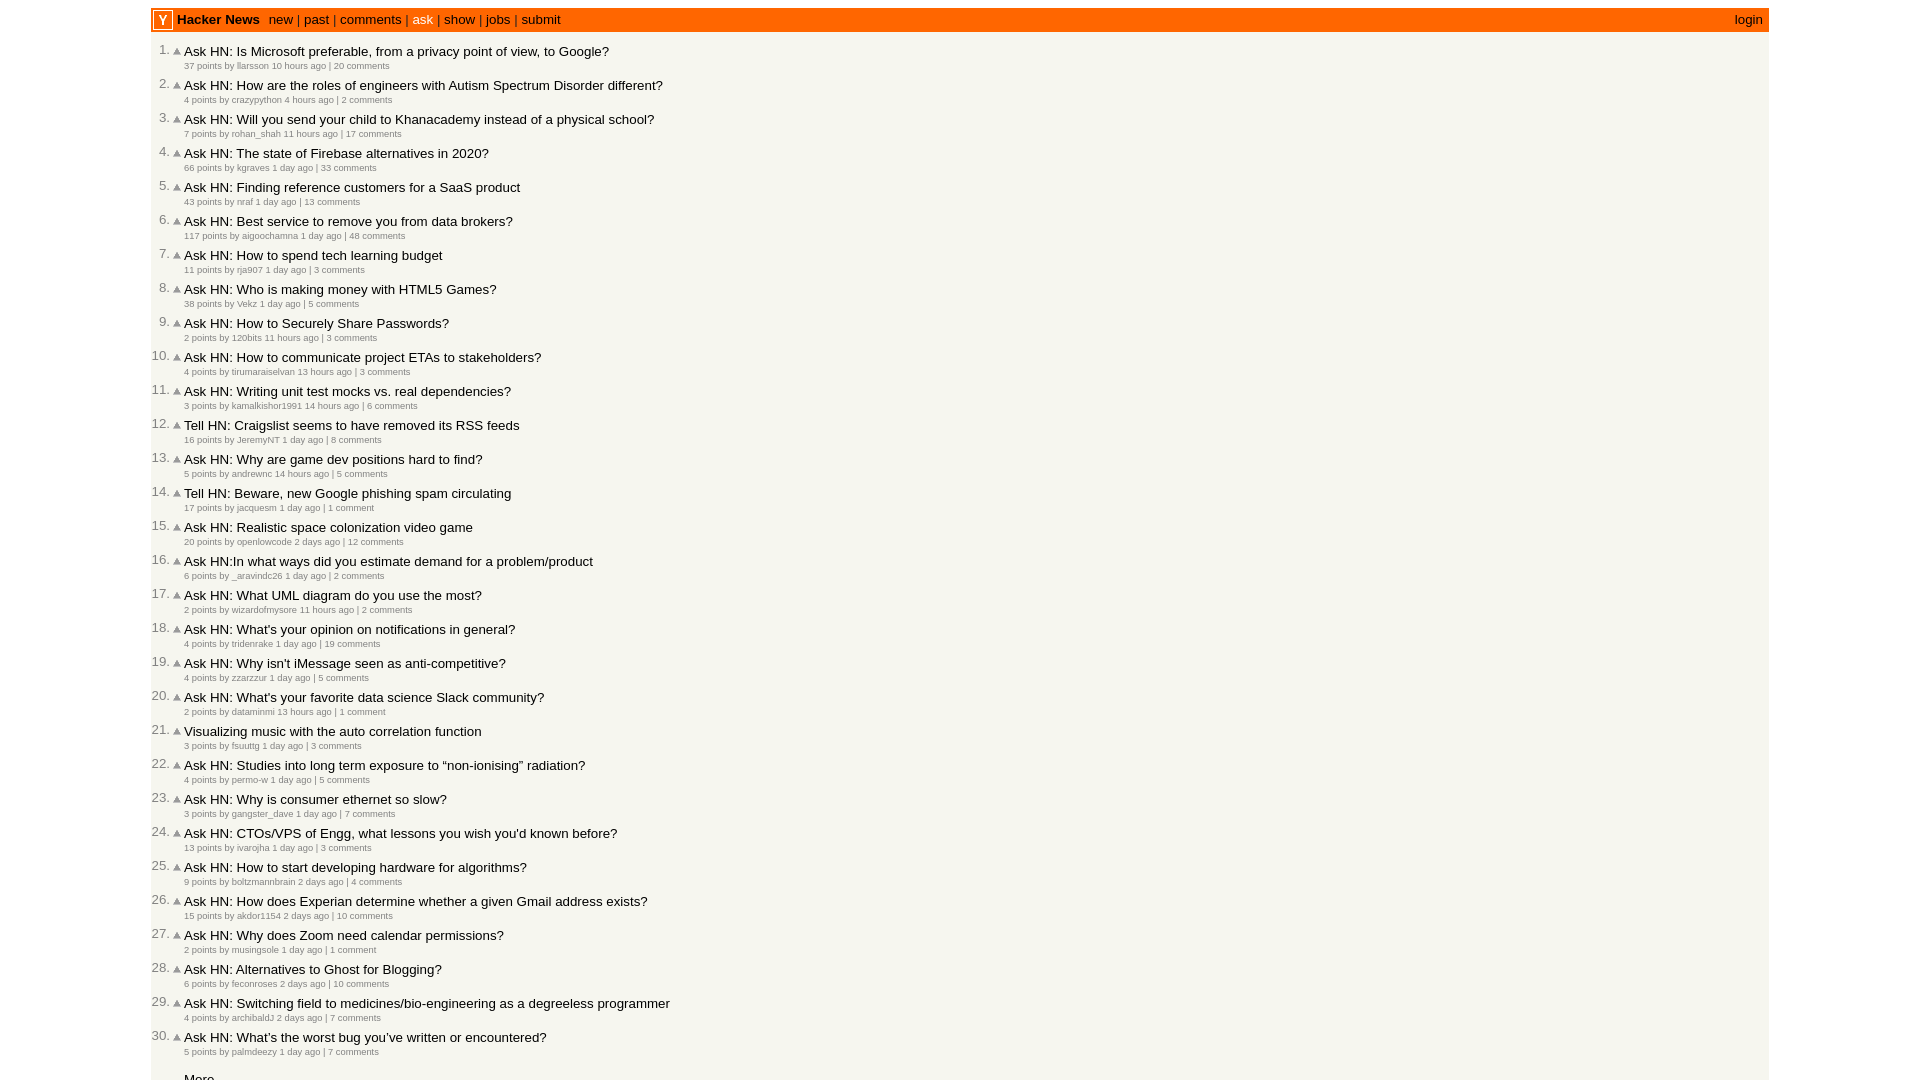 Y Hacker News new | past | comments | ask | show | jobs | submit login
1. Ask HN: Is Microsoft preferable, from a privacy point of view, to Google?
37 points by llarsson 10 hours ago | 20 comments
2. Ask HN: How are the roles of engineers with Autism Spectrum Disorder different?
4 points by crazypython 4 hours ago | 2 comments
3. Ask HN: Will you send your child to Khanacademy instead of a physical school?
7 points by rohan_shah 11 hours ago | 17 comments
4. Ask HN: The state of Firebase alternatives in 2020?
66 points by kgraves 1 day ago | 33 comments
5. Ask HN: Finding reference customers for a SaaS product
43 points by nraf 1 day ago | 13 comments
6. Ask HN: Best service to remove you from data brokers?
117 points by aigoochamna 1 day ago | 48 comments
7. Ask HN: How to spend tech learning budget
11 points by rja907 1 day ago | 3 comments
8. Ask HN: Who is making money with HTML5 Games?
38 points by Vekz 1 day ago | 5 comments
9. Ask HN: How to Securely Share Passwords?
2 points by 120bits 11 hours ago | 3 comments
10. Ask HN: How to communicate project ETAs to stakeholders?
4 points by tirumaraiselvan 13 hours ago | 3 comments
11. Ask HN: Writing unit test mocks vs. real dependencies?
3 points by kamalkishor1991 14 hours ago | 6 comments
12. Tell HN: Craigslist seems to have removed its RSS feeds
16 points by JeremyNT 1 day ago | 8 comments
13. Ask HN: Why are game dev positions hard to find?
5 points by andrewnc 14 hours ago | 5 comments
14. Tell HN: Beware, new Google phishing spam circulating
17 points by jacquesm 1 day ago | 1 comment
15. Ask HN: Realistic space colonization video game
20 points by openlowcode 2 days ago | 12 comments
16. Ask HN:In what ways did you estimate demand for a problem/product
6 points by _aravindc26 1 day ago | 2 comments
17. Ask HN: What UML diagram do you use the most?
2 points by wizardofmysore 11 hours ago | 2 comments
18. Ask HN: What's your opinion on notifications in general?
4 points by tridenrake 1 day ago | 19 comments
19. Ask HN: Why isn't iMessage seen as anti-competitive?
4 points by zzarzzur 1 day ago | 5 comments
20. Ask HN: What's your favorite data science Slack community?
2 points by dataminmi 13 hours ago | 1 comment
21. Visualizing music with the auto correlation function
3 points by fsuuttg 1 day ago | 3 comments
22. Ask HN: Studies into long term exposure to “non-ionising” radiation?
4 points by permo-w 1 day ago | 5 comments
23. Ask HN: Why is consumer ethernet so slow?
3 points by gangster_dave 1 day ago | 7 comments
24. Ask HN: CTOs/VPS of Engg, what lessons you wish you'd known before?
13 points by ivarojha 1 day ago | 3 comments
25. Ask HN: How to start developing hardware for algorithms?
9 points by boltzmannbrain 2 days ago | 4 comments
26. Ask HN: How does Experian determine whether a given Gmail address exists?
15 points by akdor1154 2 days ago | 10 comments
27. Ask HN: Why does Zoom need calendar permissions?
2 points by musingsole 1 day ago | 1 comment
28. Ask HN: Alternatives to Ghost for Blogging?
6 points by feconroses 2 days ago | 10 comments
29. Ask HN: Switching field to medicines/bio-engineering as a degreeless programmer
4 points by archibaldJ 2 days ago | 7 comments
30. Ask HN: What’s the worst bug you’ve written or encountered?
5 points by palmdeezy 1 day ago | 7 comments
More